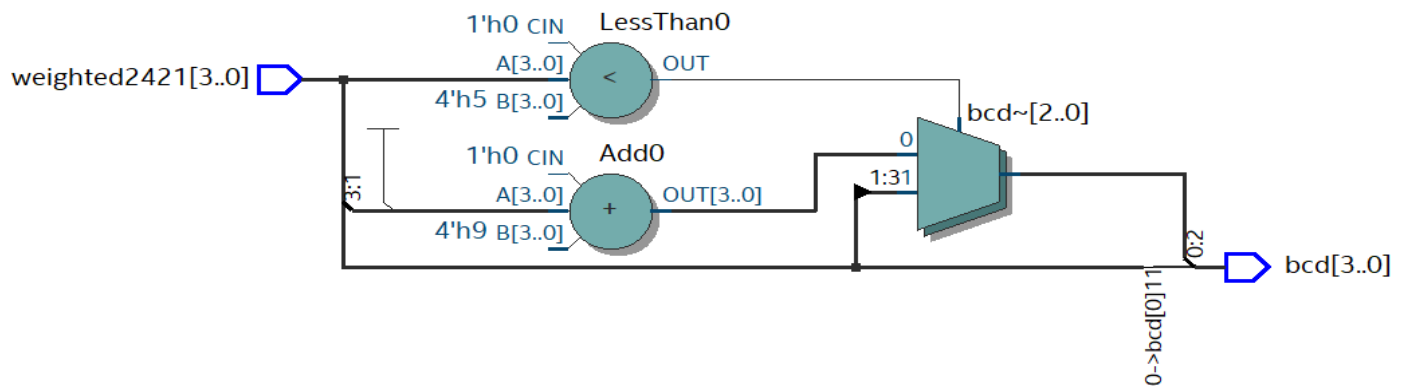 1'h0 CIN
LessThan0
weighted2421[3..0]
A[3..0]
<
OUT
4'h5 B[3..0]
bcd~[2..0]
0
1'h0 CIN
Add0
3:1
A[3..0]
+
OUT[3..0]
1:31
4'h9 B[3..0]
0:2
bcd[3..0]
0->bcd[0]11